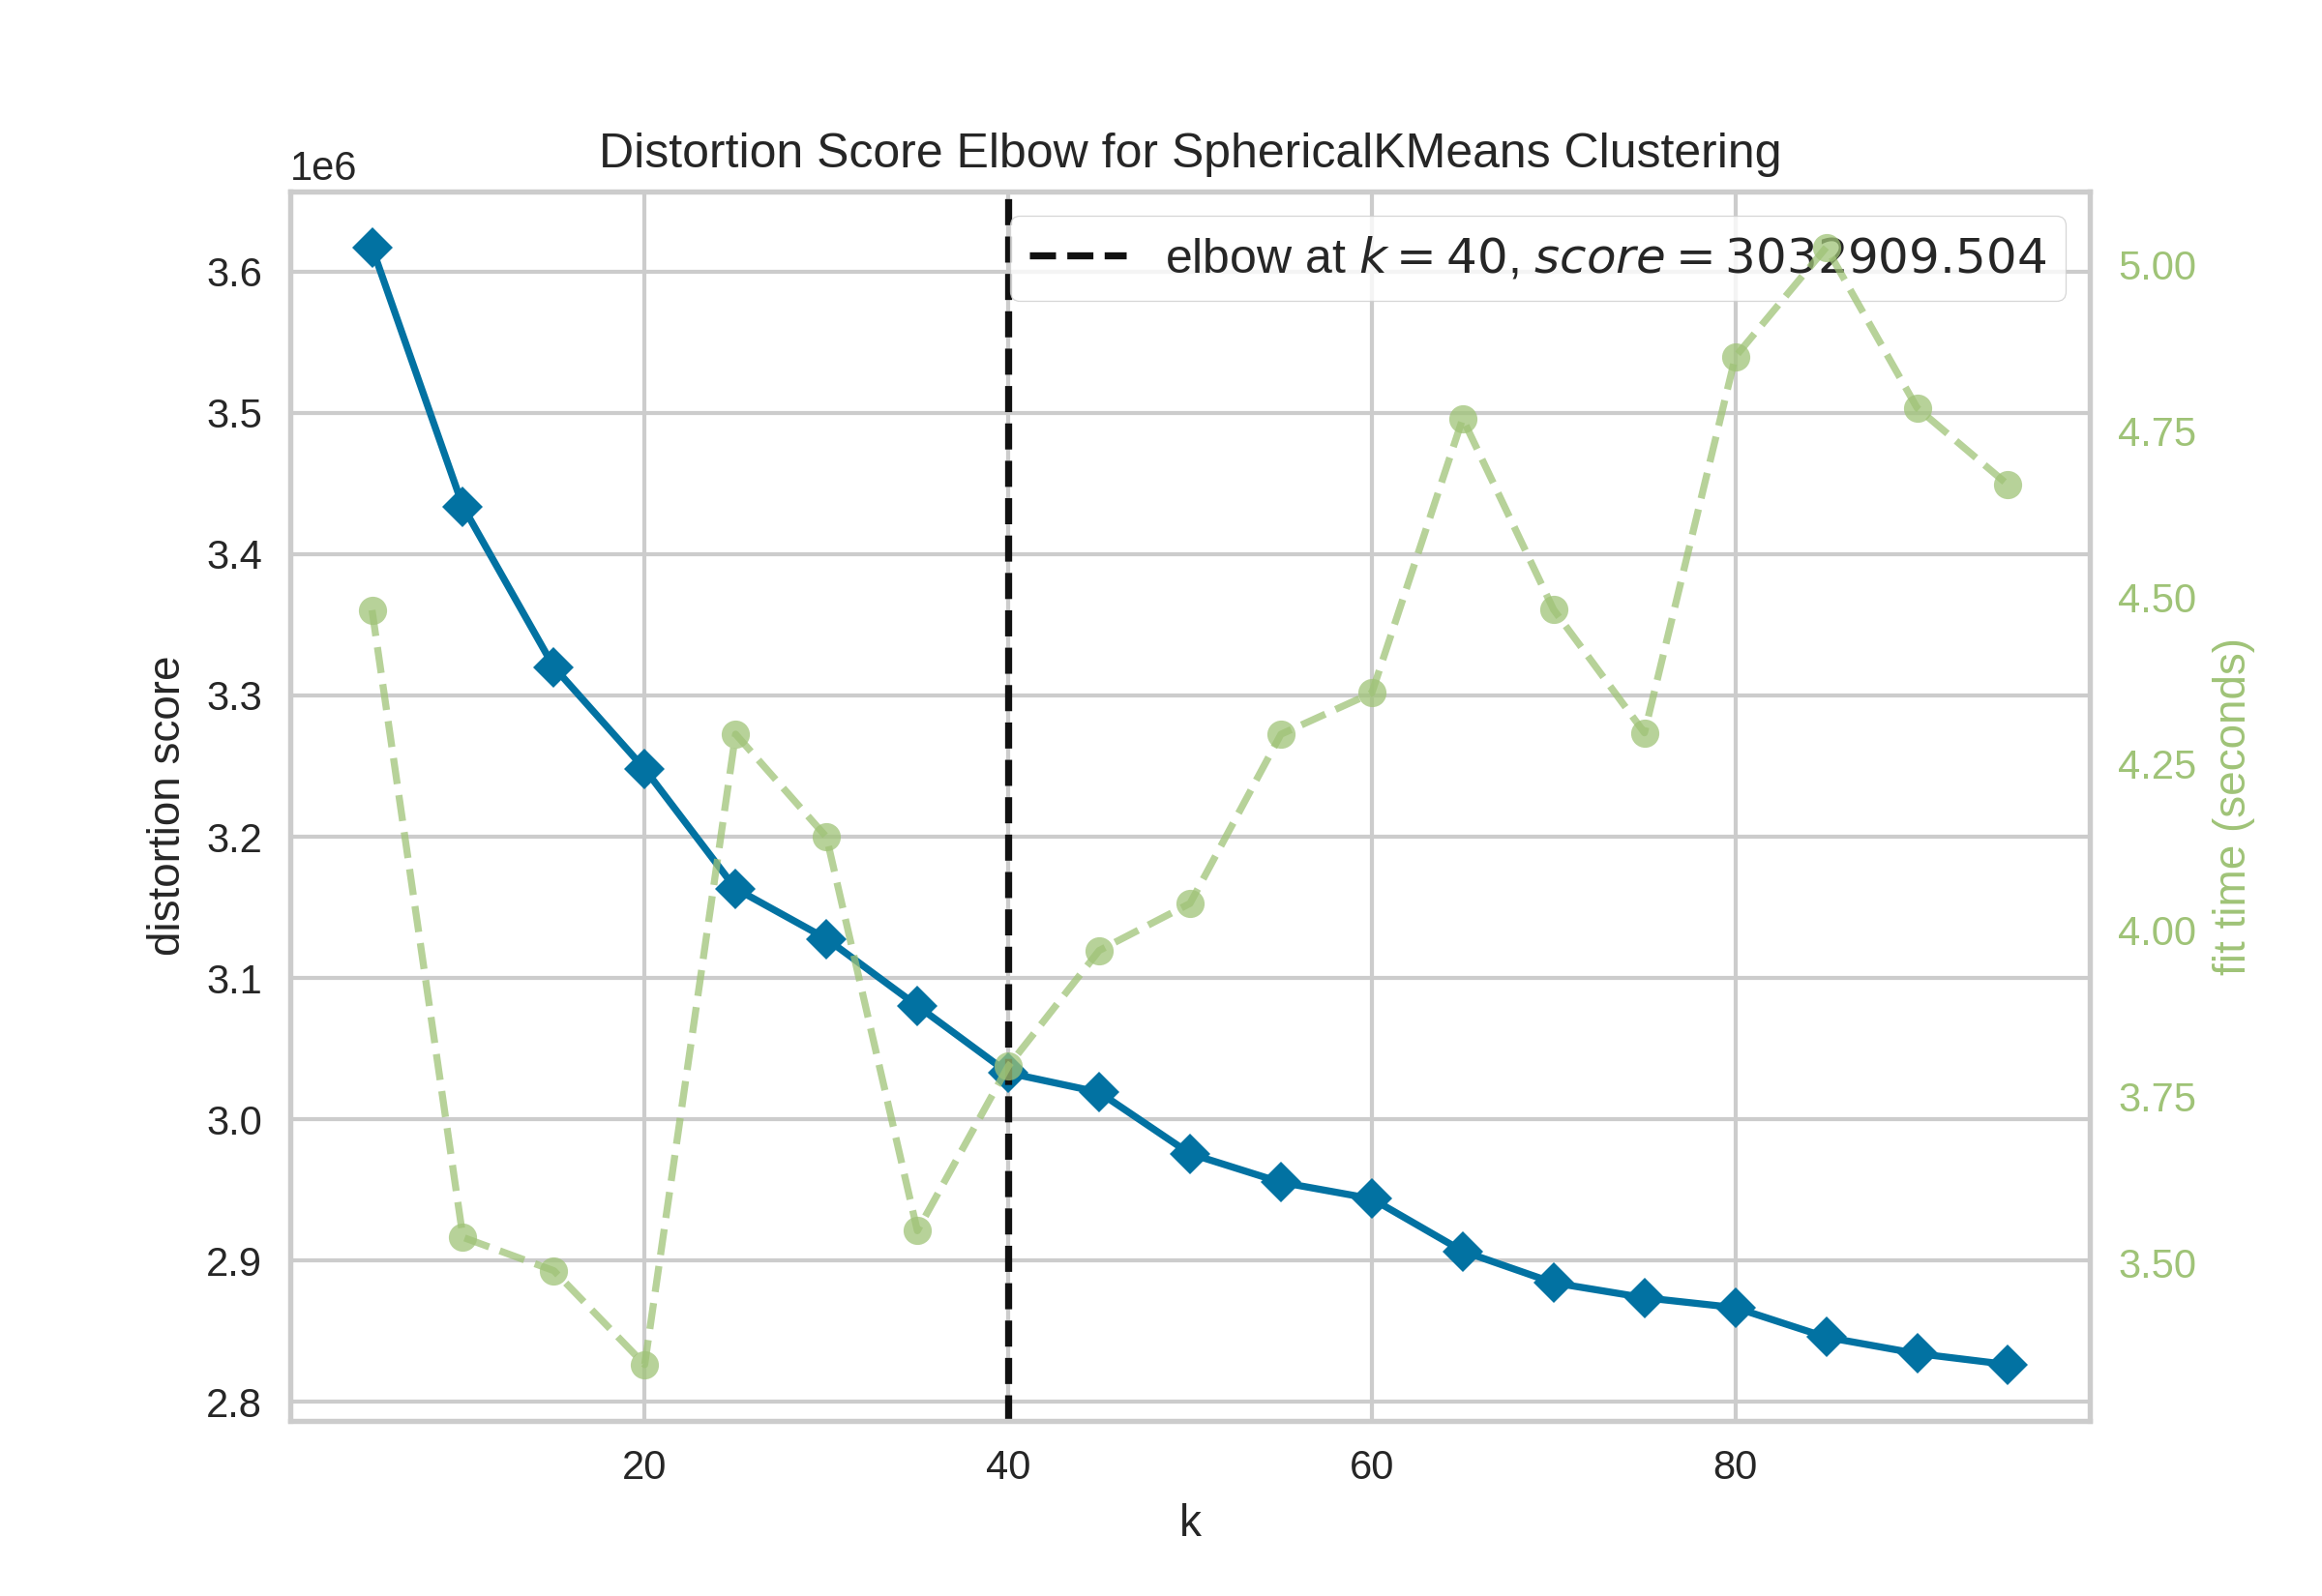 Distortion Score Elbow for SphericalKMeans Clustering
1e6
elbow at k = 40, score = 3032909.504
3.6
3.5
3.4
3.3
3.2
3.1
3.0
2.9
2.8
distortion score
5.00
4.75
4.50
4.25
4.00
3.75
3.50
fit time (seconds)
20 40 60 80
k